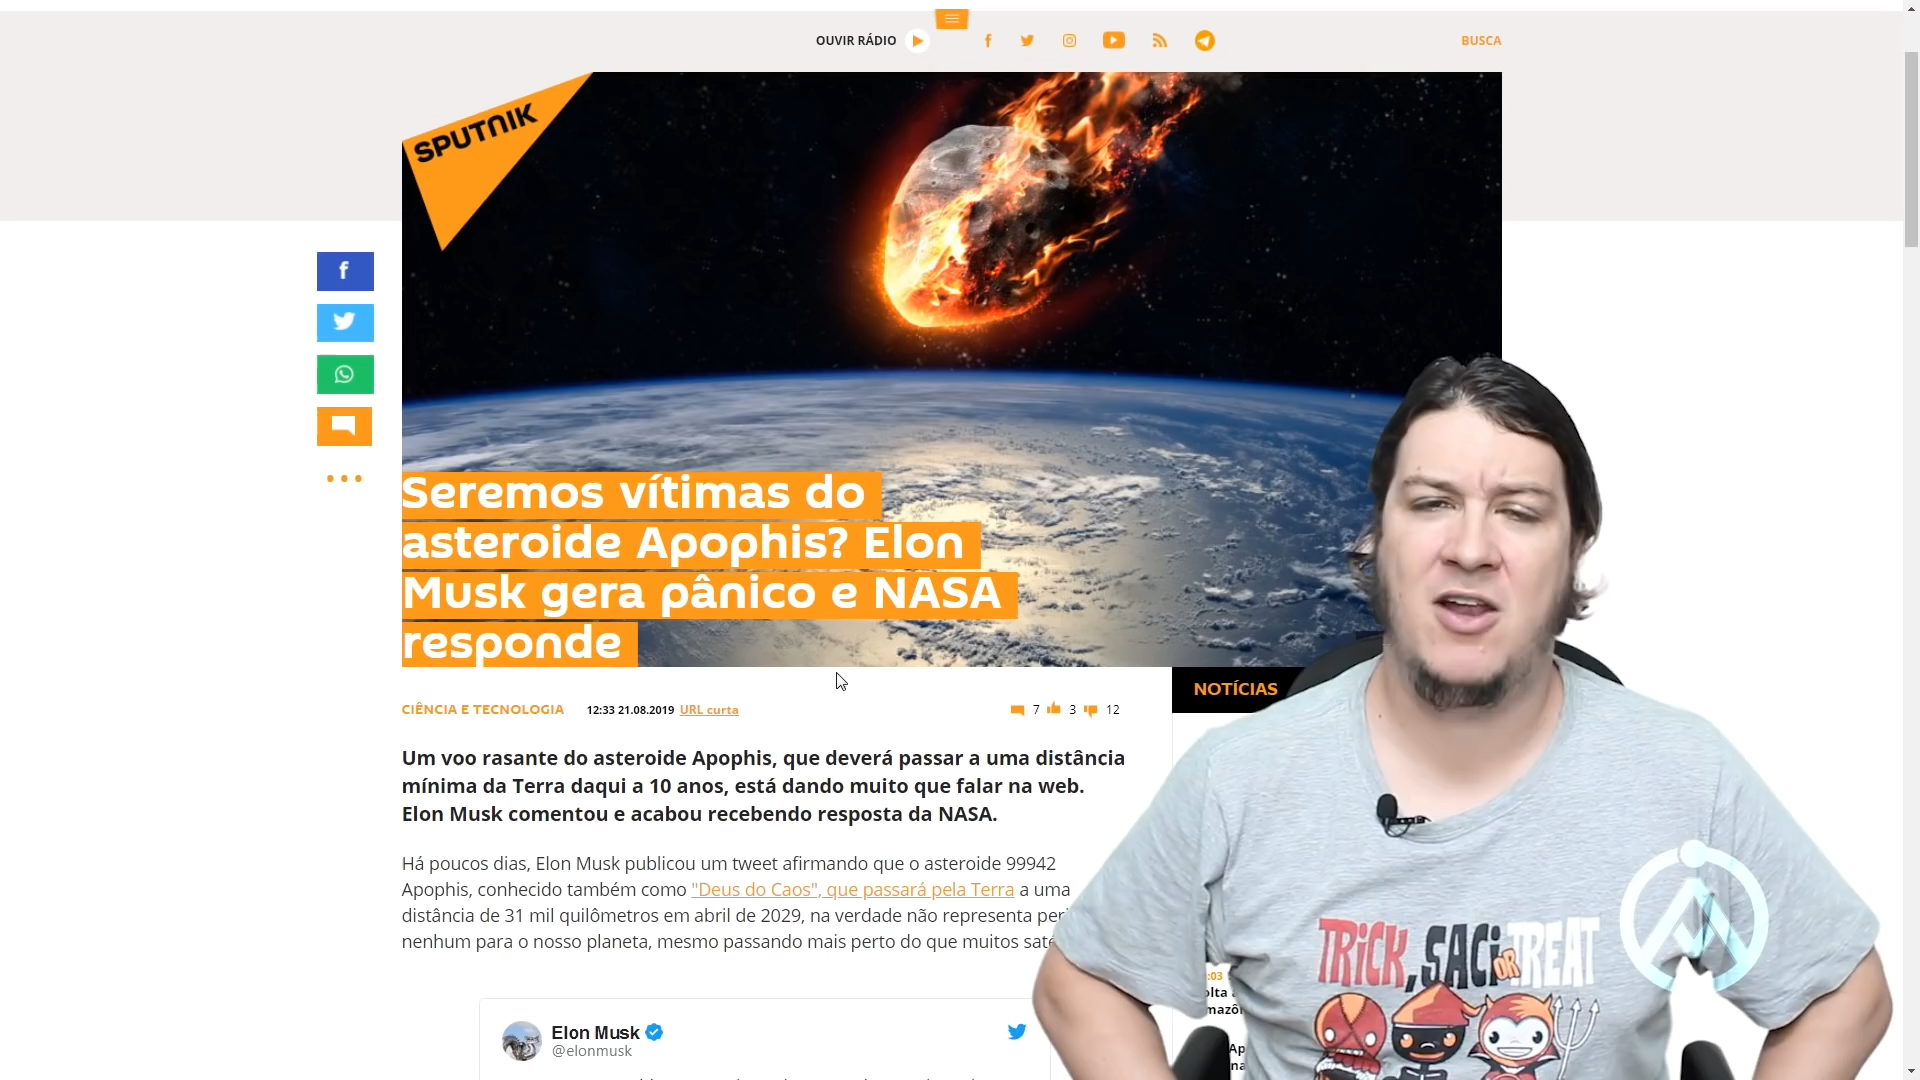 OUVIR RÁDIO
BUSCA
SPUTNIK
Seremos vítimas do
asteroide Apophis? Elon
Musk gera pânico e NASA
responde
CIÊNCIA E TECNOLOGIA 12:33 21.08.2019 URL curta
7 3 12
NOTÍCIAS
Um voo rasante do asteroide Apophis, que deverá passar a uma distância
mínima da Terra daqui a 10 anos, está dando muito que falar na web.
Elon Musk comentou e acabou recebendo resposta da NASA.
Há poucos dias, Elon Musk publicou um tweet afirmando que o asteroide 99942
Apophis, conhecido também como "Deus do Caos", que passará pela Terra a uma
distância de 31 mil quilômetros em abril de 2029, na verdade não representa
nenhum para o nosso planeta, mesmo passando mais perto do que muitos
Elon Musk
@elonmusk
TRICK, SACI OR TREAT